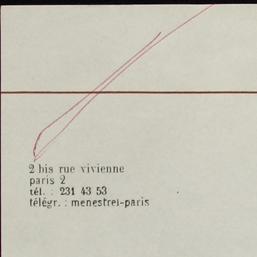 2 bis rue vivienne
paris 2
tél. : 231 43 53
télégr. : menestrel-paris